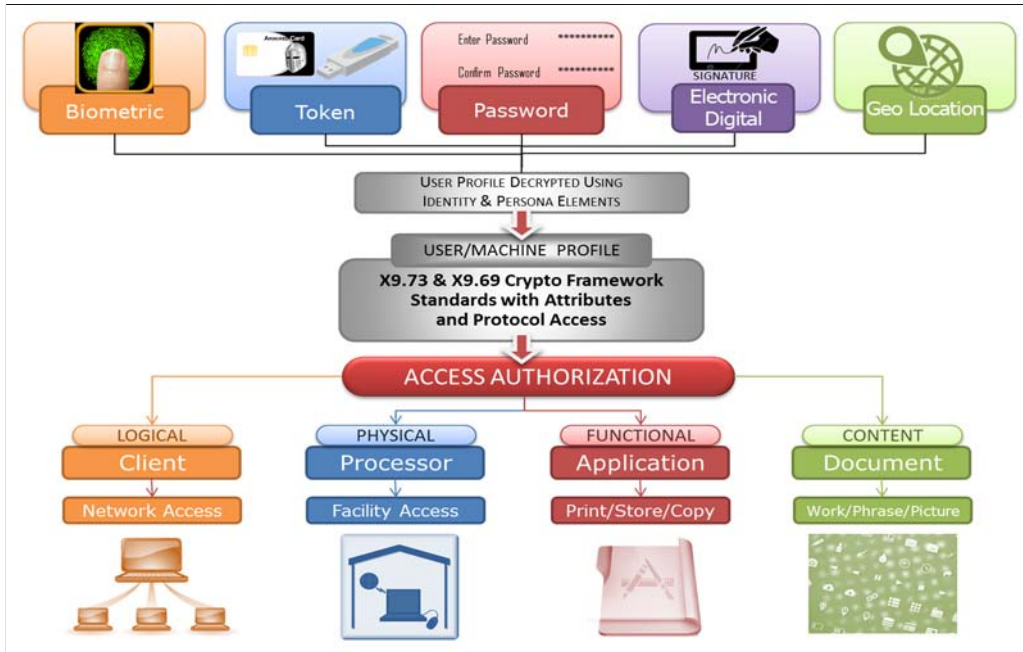 Enter Password **********
Confirm Password **********
SIGNATURE
Biometric
Token
Password
Electronic
Digital
Geo Location
USER PROFILE DECRYPTED USING
IDENTITY & PERSONA ELEMENTS
USER/MACHINE PROFILE
X9.73 & X9.69 Crypto Framework
Standards with Attributes
and Protocol Access
ACCESS AUTHORIZATION
LOGICAL
Client
Network Access
PHYSICAL
Processor
Facility Access
FUNCTIONAL
Application
Print/Store/Copy
CONTENT
Document
Work/Phrase/Picture